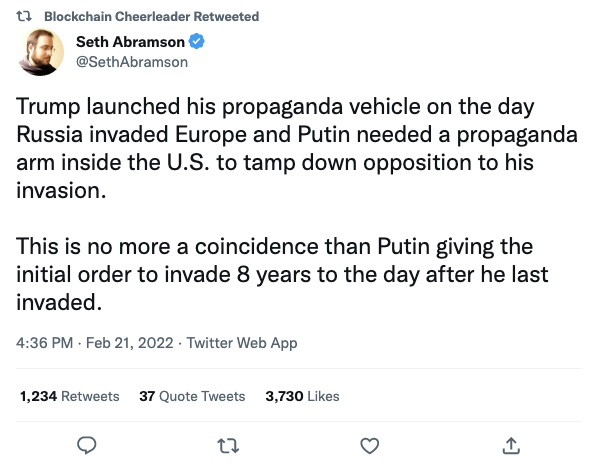 Blockchain Cheerleader Retweeted
Seth Abramson
@SethAbramson
Trump launched his propaganda vehicle on the day
Russia invaded Europe and Putin needed a propaganda
arm inside the U.S. to tamp down opposition to his
invasion.
This is no more a coincidence than Putin giving the
initial order to invade 8 years to the day after he last
invaded.
4:36 PM · Feb 21, 2022 · Twitter Web App
1,234 Retweets 37 Quote Tweets 3,730 Likes